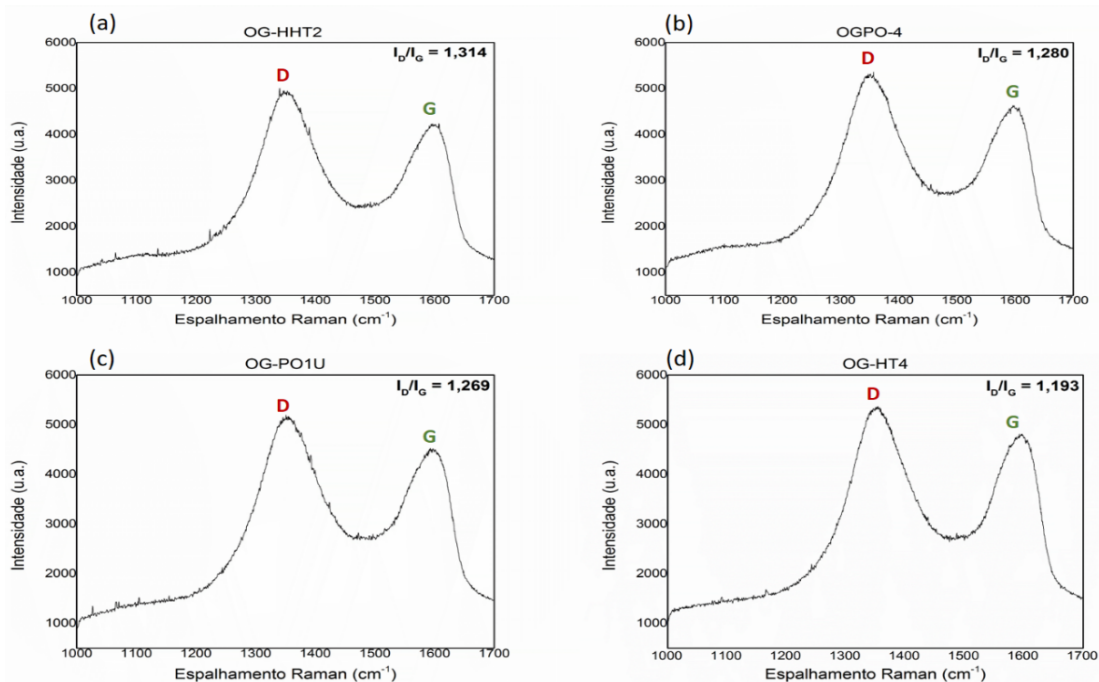 (a)
OG-HHT2
I_D/I_G = 1,314
D
G
Intensidade (u.a.)
6000
5000
4000
3000
2000
1000
1000 1100 1200 1300 1400 1500 1600 1700
Espalhamento Raman (cm⁻¹)
(b)
OGPO-4
I_D/I_G = 1,280
D
G
Intensidade (u.a.)
6000
5000
4000
3000
2000
1000
1000 1100 1200 1300 1400 1500 1600 1700
Espalhamento Raman (cm⁻¹)
(c)
OG-PO1U
I_D/I_G = 1,269
D
G
Intensidade (u.a.)
6000
5000
4000
3000
2000
1000
1000 1100 1200 1300 1400 1500 1600 1700
Espalhamento Raman (cm⁻¹)
(d)
OG-HT4
I_D/I_G = 1,193
D
G
Intensidade (u.a.)
6000
5000
4000
3000
2000
1000
1000 1100 1200 1300 1400 1500 1600 1700
Espalhamento Raman (cm⁻¹)